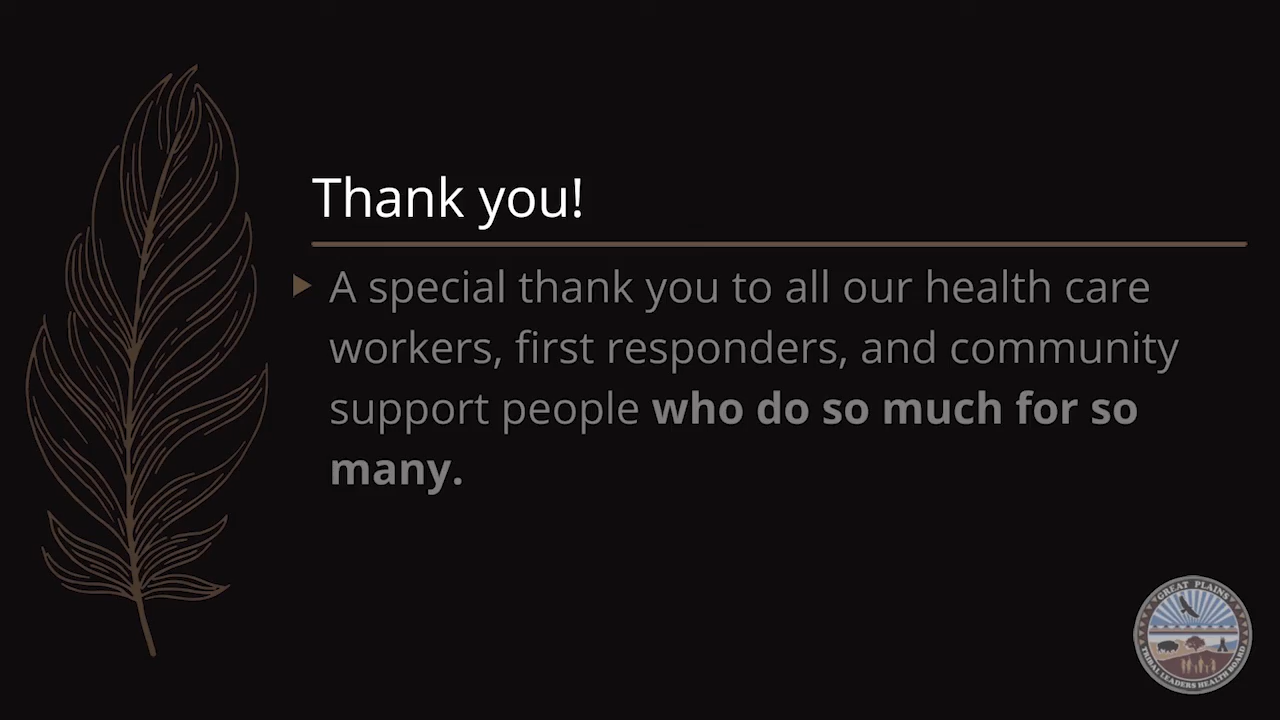 Thank you!
A special thank you to all our health care
workers, first responders, and community
support people who do so much for so
many.
GREAT PLAINS
TRIBAL LEADERS HEALTH BOARD